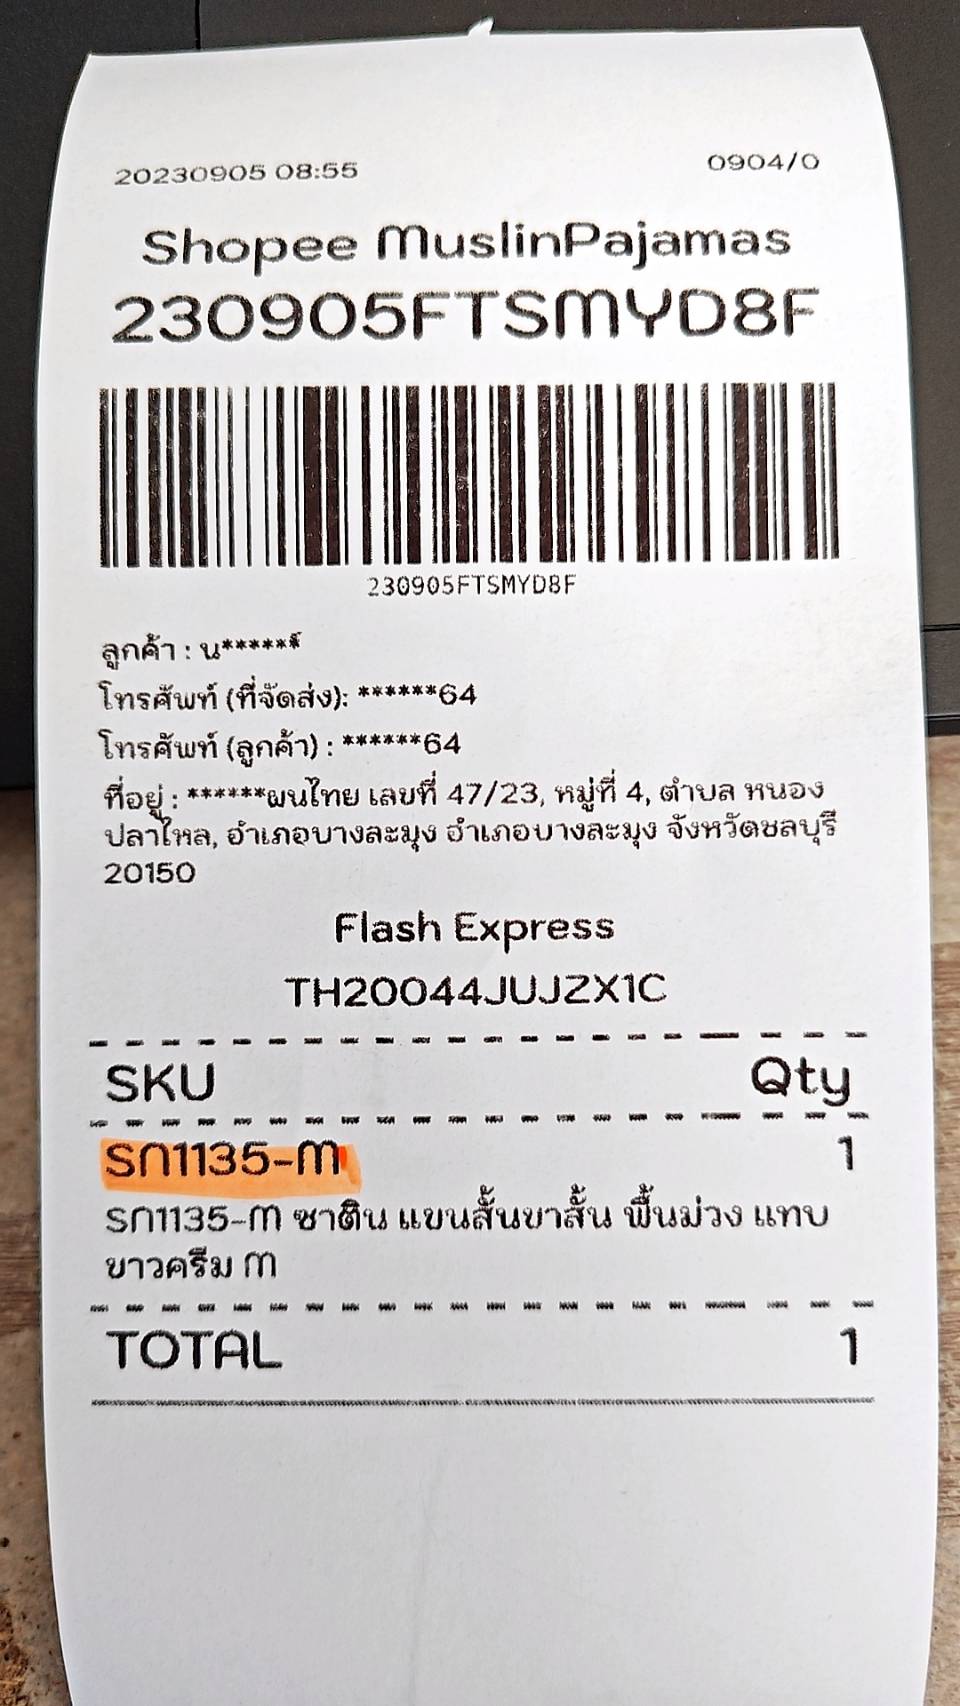 20230905 08:55 0904/0
Shopee MuslinPajamas
230905FTSMYD8F
230905FTSMYD8F
ลูกค้า : น******์
โทรศัพท์ (ที่จัดส่ง): ******64
โทรศัพท์ (ลูกค้า) : ******64
ที่อยู่ : ******ผนไทย เลขที่ 47/23, หมู่ที่ 4, ตำบล หนอง
ปลาไหล, อำเภอบางละมุง อำเภอบางละมุง จังหวัดชลบุรี
20150
Flash Express
TH20044JUJZX1C
SKU Qty
SN1135-M 1
SN1135-M ซาติน แขนสั้นขาสั้น พื้นม่วง แทบ
ขาวครีม M
TOTAL 1